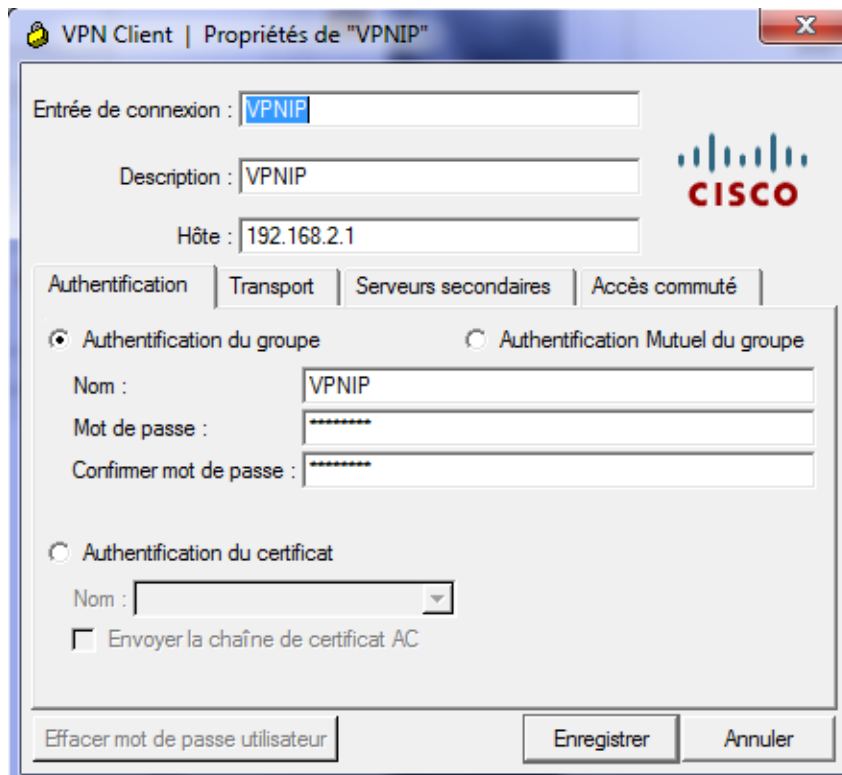 VPN Client | Propriétés de "VPNIP"
Entrée de connexion : VPNIP
Description : VPNIP
CISCO
Hôte : 192.168.2.1
Authentification Transport Serveurs secondaires Accès commuté
Authentification du groupe Authentification Mutuel du groupe
Nom : VPNIP
Mot de passe : ********
Confirmer mot de passe : ********
Authentification du certificat
Nom :
Envoyer la chaîne de certificat AC
Effacer mot de passe utilisateur Enregistrer Annuler